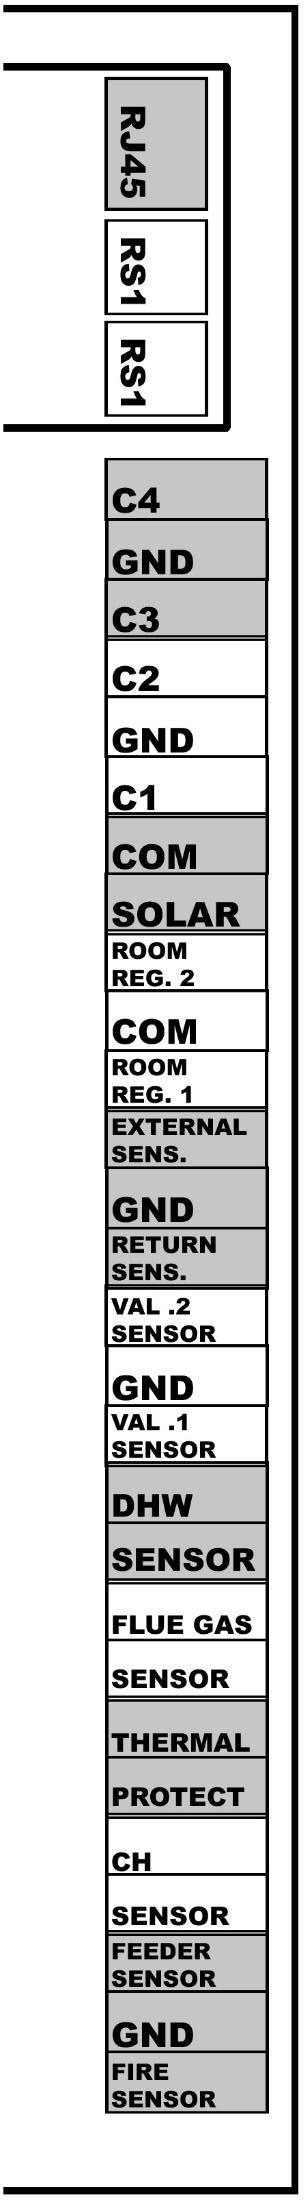 RJ45
RS1
RS1
C4
GND
C3
C2
GND
C1
COM
SOLAR
ROOM
REG. 2
COM
ROOM
REG. 1
EXTERNAL
SENS.
GND
RETURN
SENS.
VAL .2
SENSOR
GND
VAL .1
SENSOR
DHW
SENSOR
FLUE GAS
SENSOR
THERMAL
PROTECT
CH
SENSOR
FEEDER
SENSOR
GND
FIRE
SENSOR